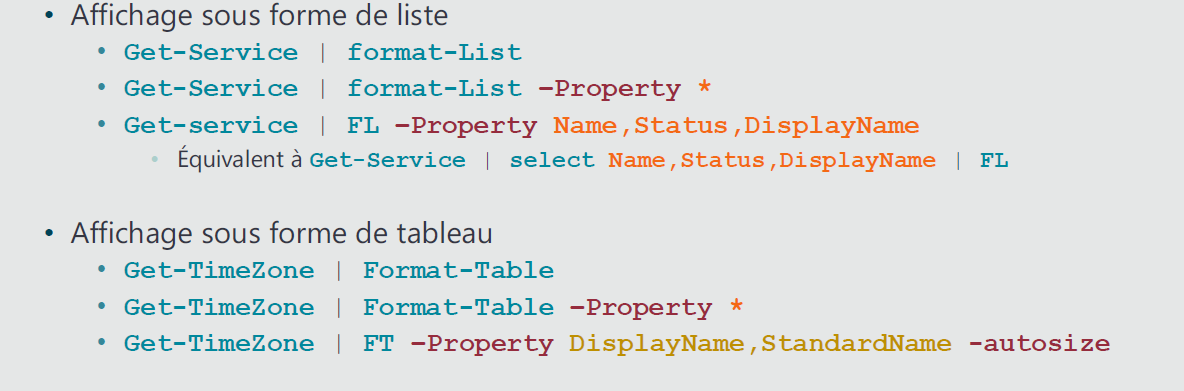 • Affichage sous forme de liste
• Get-Service | format-List
• Get-Service | format-List –Property *
• Get-service | FL –Property Name,Status,DisplayName
• Équivalent à Get-Service | select Name,Status,DisplayName | FL
• Affichage sous forme de tableau
• Get-TimeZone | Format-Table
• Get-TimeZone | Format-Table –Property *
• Get-TimeZone | FT –Property DisplayName,StandardName -autosize